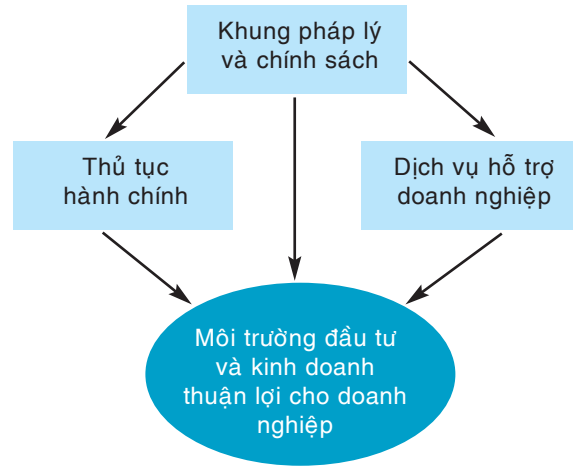 Khung pháp lý
và chính sách
Thủ tục
hành chính
Dịch vụ hỗ trợ
doanh nghiệp
Môi trường đầu tư
và kinh doanh
thuận lợi cho doanh
nghiệp